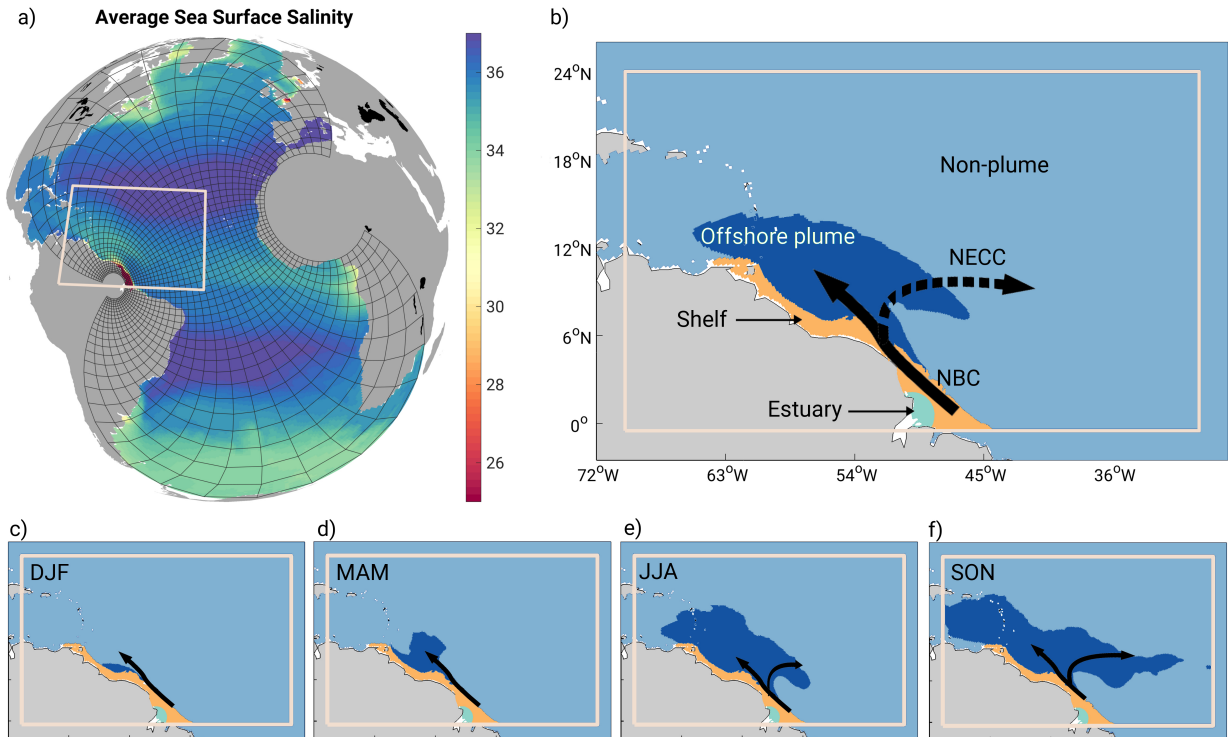 a)
Average Sea Surface Salinity
36
34
32
30
28
26
b)
24°N
18°N
12°N
6°N
0°
72°W
63°W
54°W
45°W
36°W
Non-plume
Offshore plume
NECC
Shelf
NBC
Estuary
c)
DJF
d)
MAM
e)
JJA
f)
SON